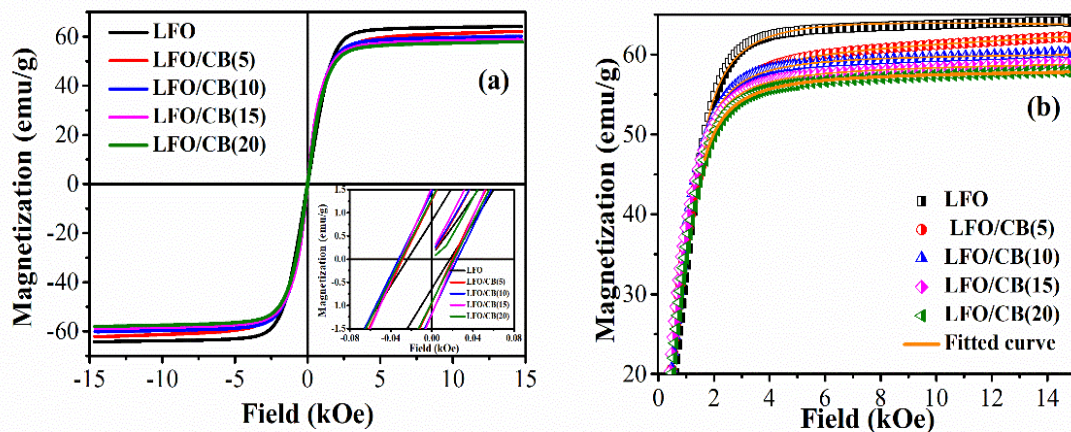 LFO
LFO/CB(5)
LFO/CB(10)
LFO/CB(15)
LFO/CB(20)
(a)
60
40
20
0
-20
-40
-60
-15
-5
0
5
10
15
Magnetization (emu/g)
Field (kOe)
1.5
1.0
0.5
0.0
0.5
1.0
-1.5
-0.08
0.00
0.04
0.08
Magnetization (emu/g)
Field (kOe)
LFO
LFO/CB(5)
LFO/CB(10)
LFO/CB(15)
LFO/CB(20)
(b)
60
50
40
30
20
0
2
4
6
8
10
12
14
Magnetization (emu/g)
Field (kOe)
LFO
LFO/CB(5)
LFO/CB(10)
LFO/CB(15)
LFO/CB(20)
Fitted curve